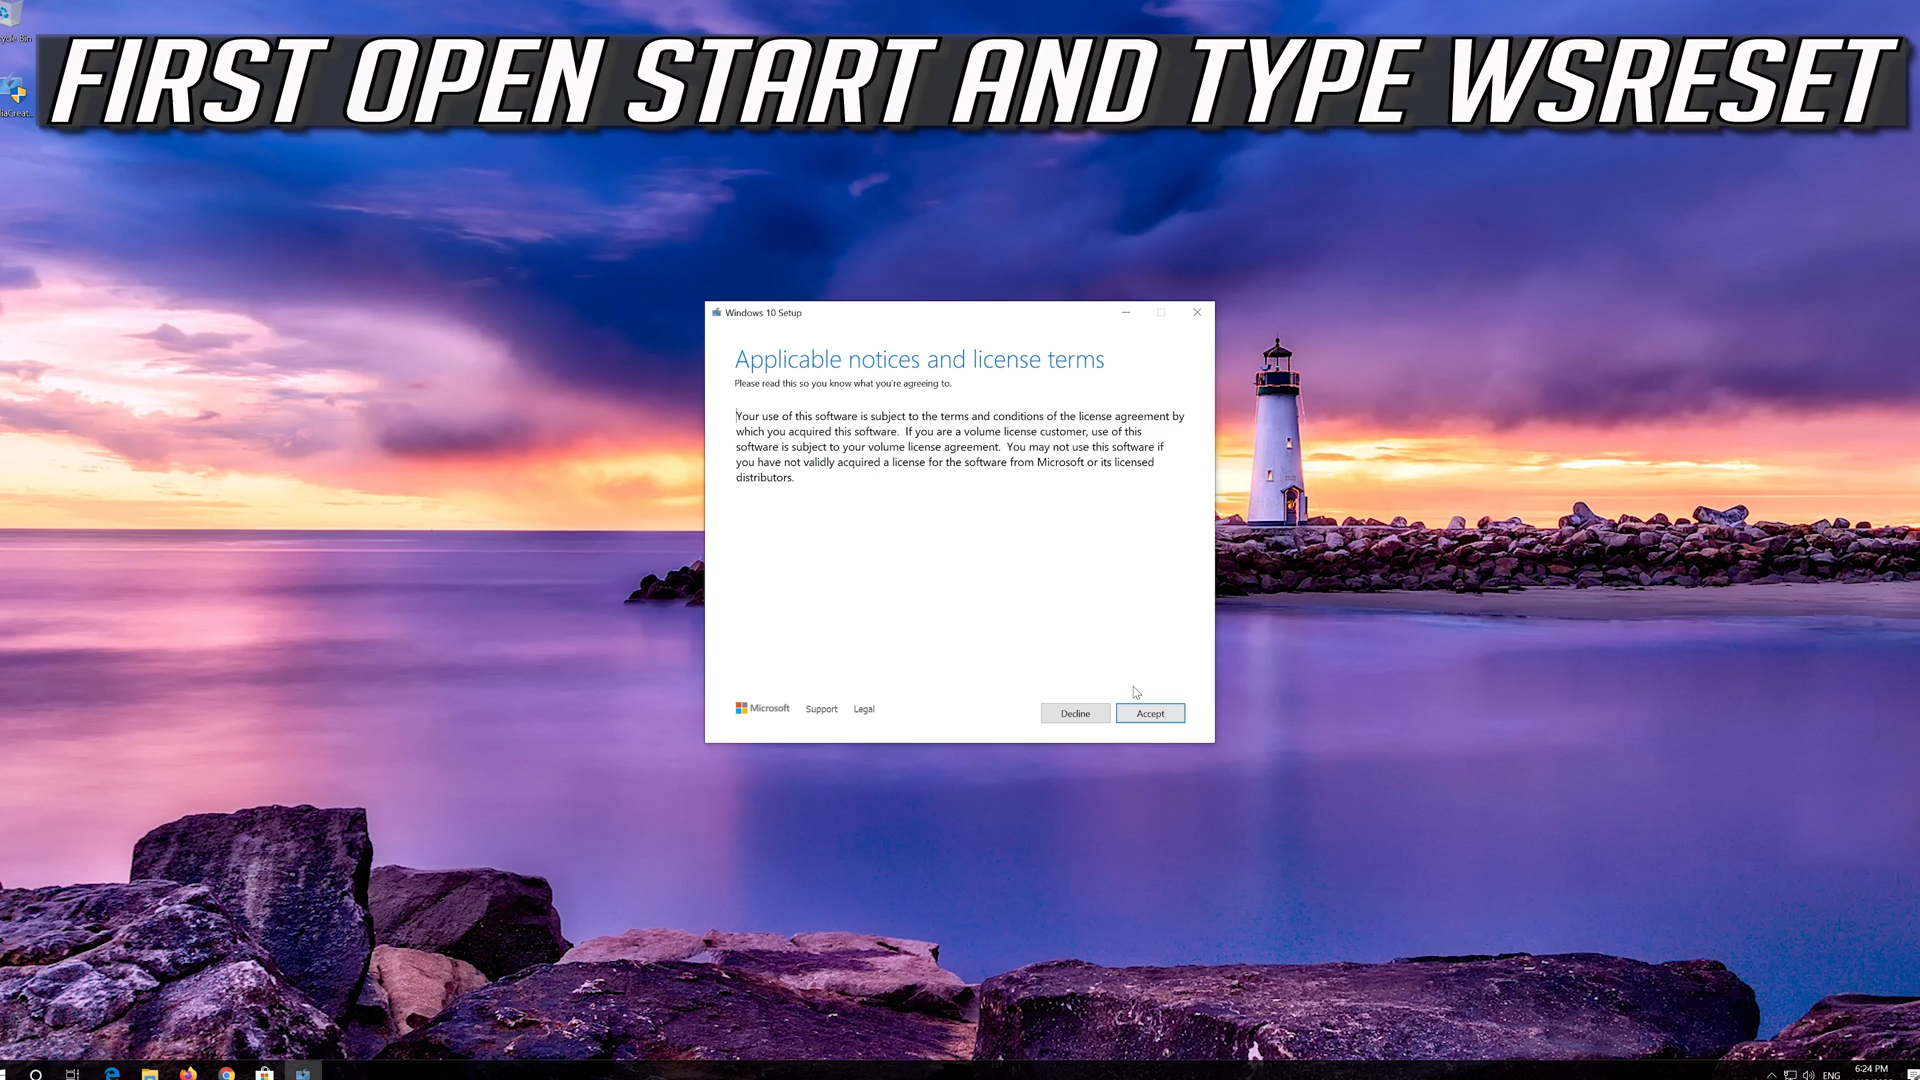 FIRST OPEN START AND TYPE WSRESET
Windows 10 Setup
Applicable notices and license terms
Please read this so you know what you're agreeing to.
Your use of this software is subject to the terms and conditions of the license agreement by
which you acquired this software.  If you are a volume license customer, use of this
software is subject to your volume license agreement.  You may not use this software if
you have not validly acquired a license for the software from Microsoft or its licensed
distributors.
Microsoft Support Legal Decline Accept
ENG 6:24 PM